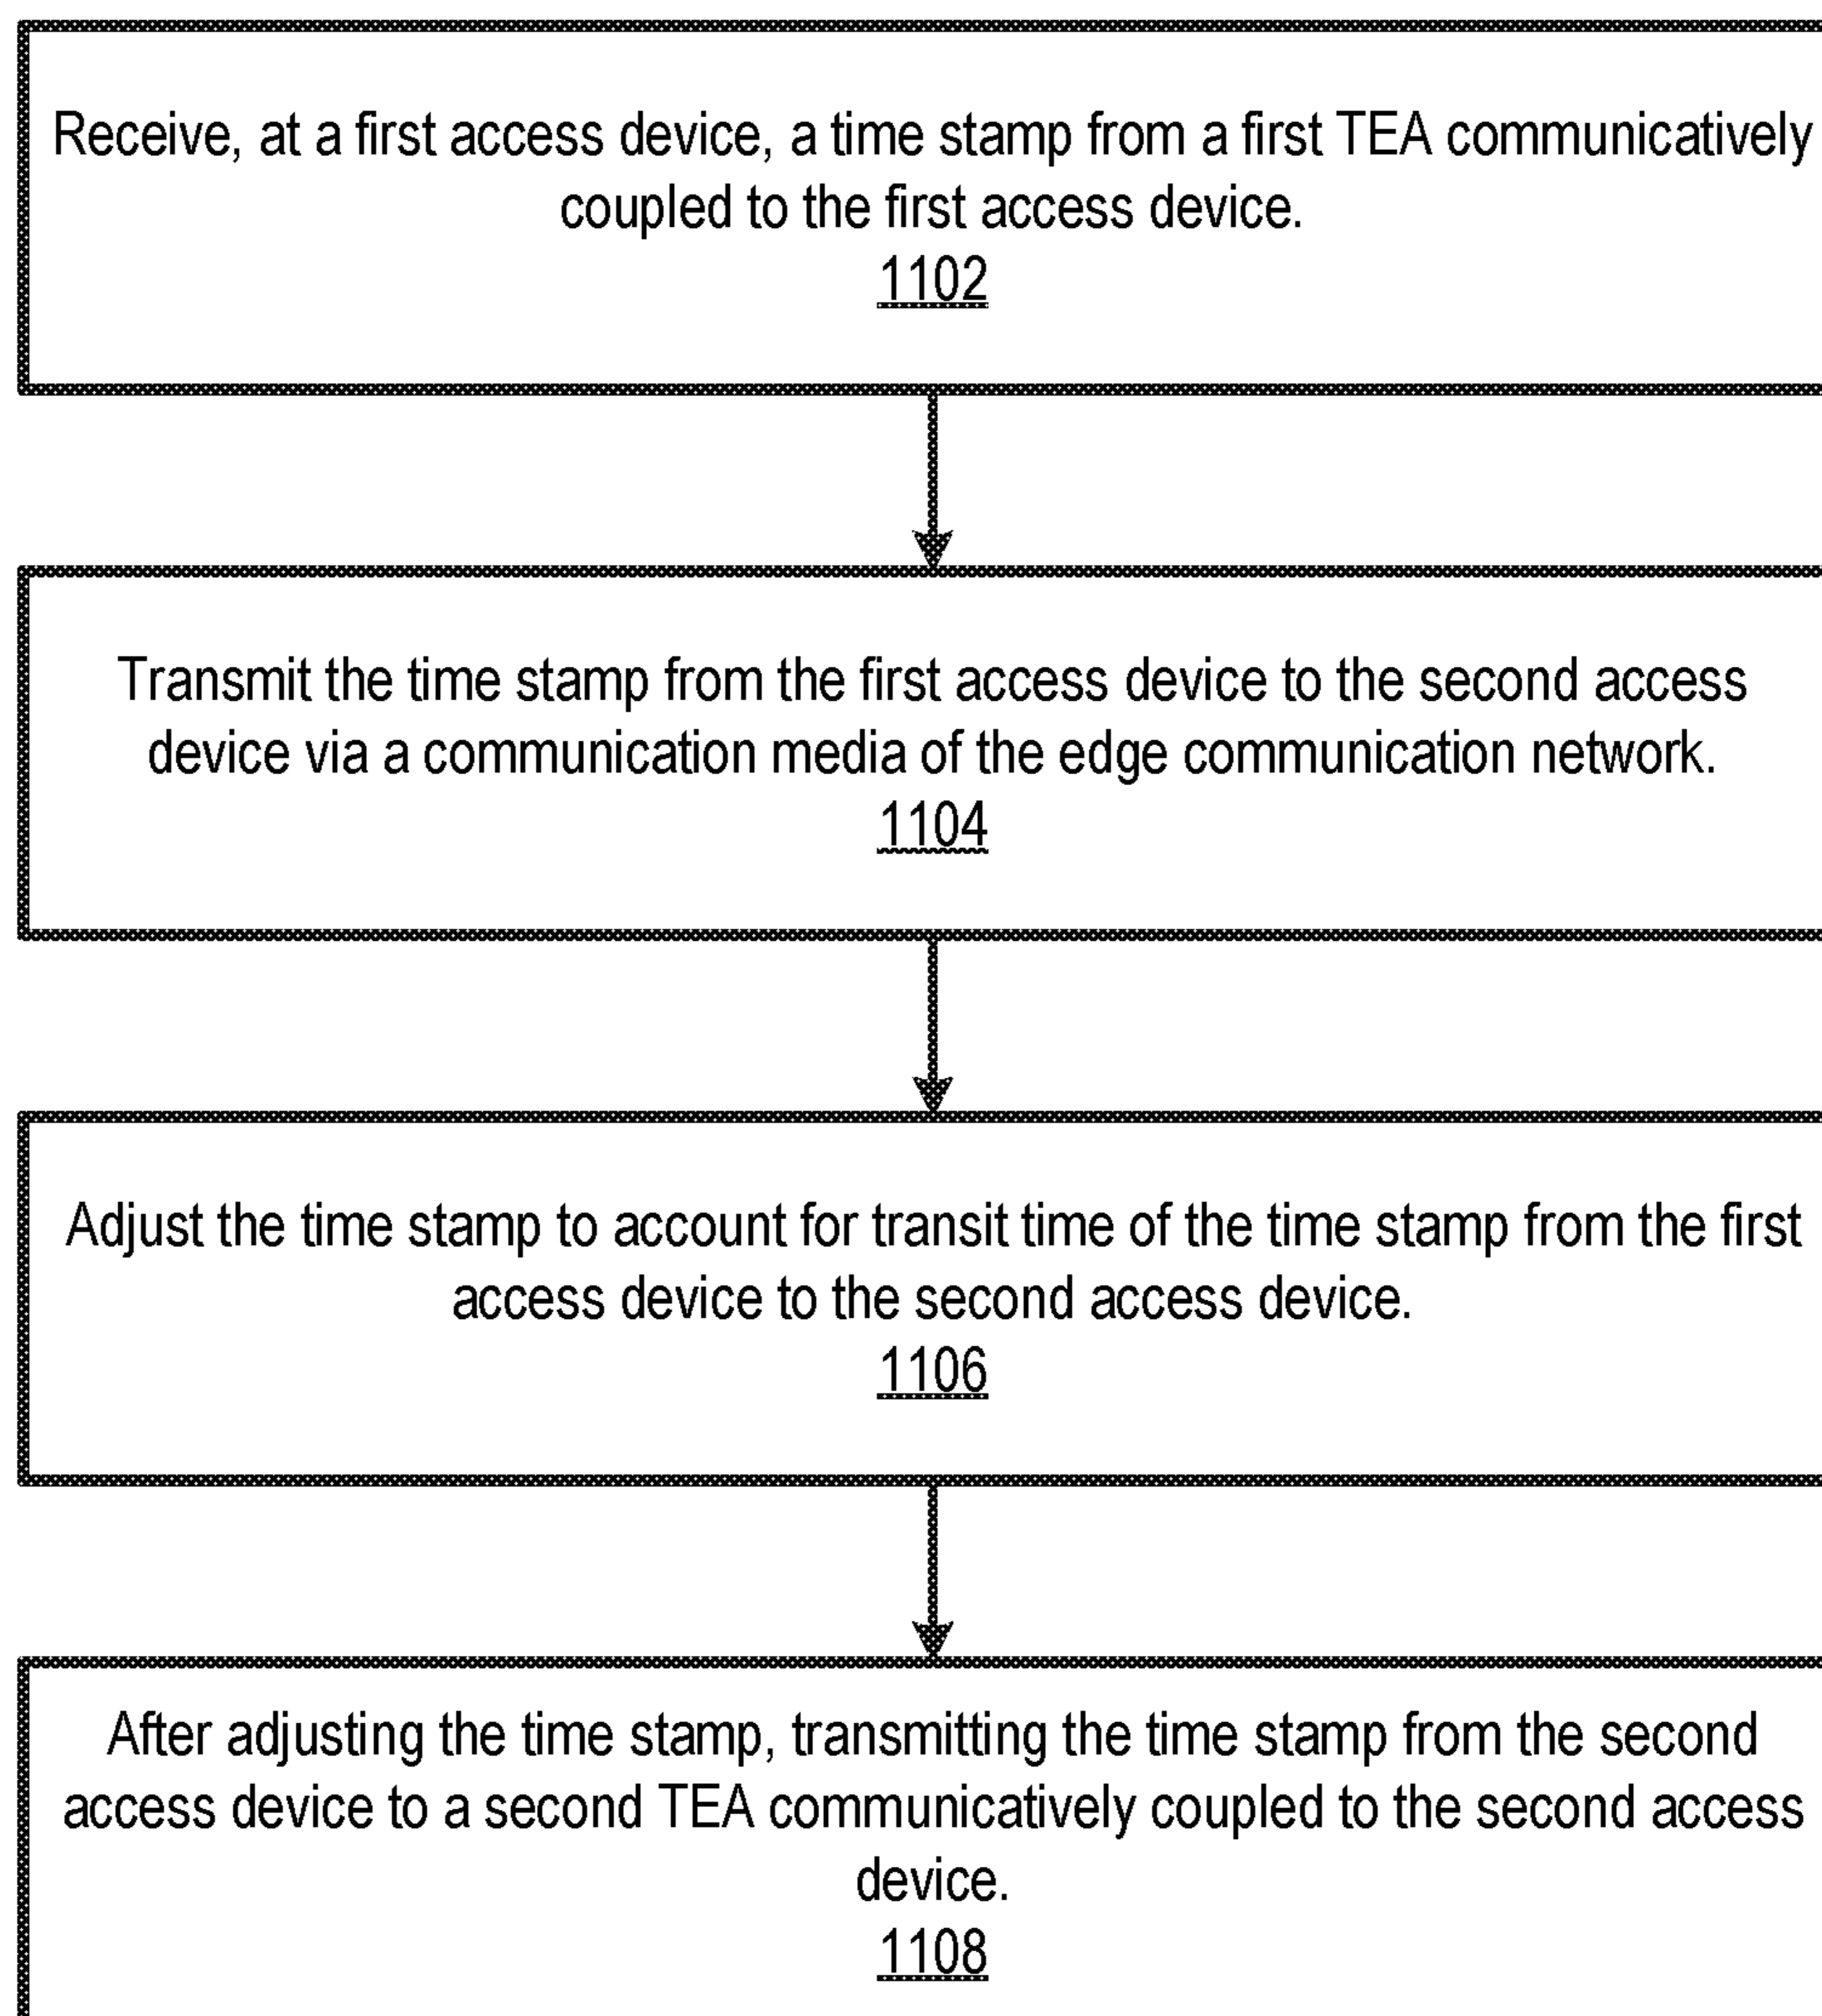 Receive, at a first access device, a time stamp from a first TEA communicatively
coupled to the first access device.
1102
Transmit the time stamp from the first access device to the second access
device via a communication media of the edge communication network.
1104
Adjust the time stamp to account for transit time of the time stamp from the first
access device to the second access device.
1106
After adjusting the time stamp, transmitting the time stamp from the second
access device to a second TEA communicatively coupled to the second access
device.
1108